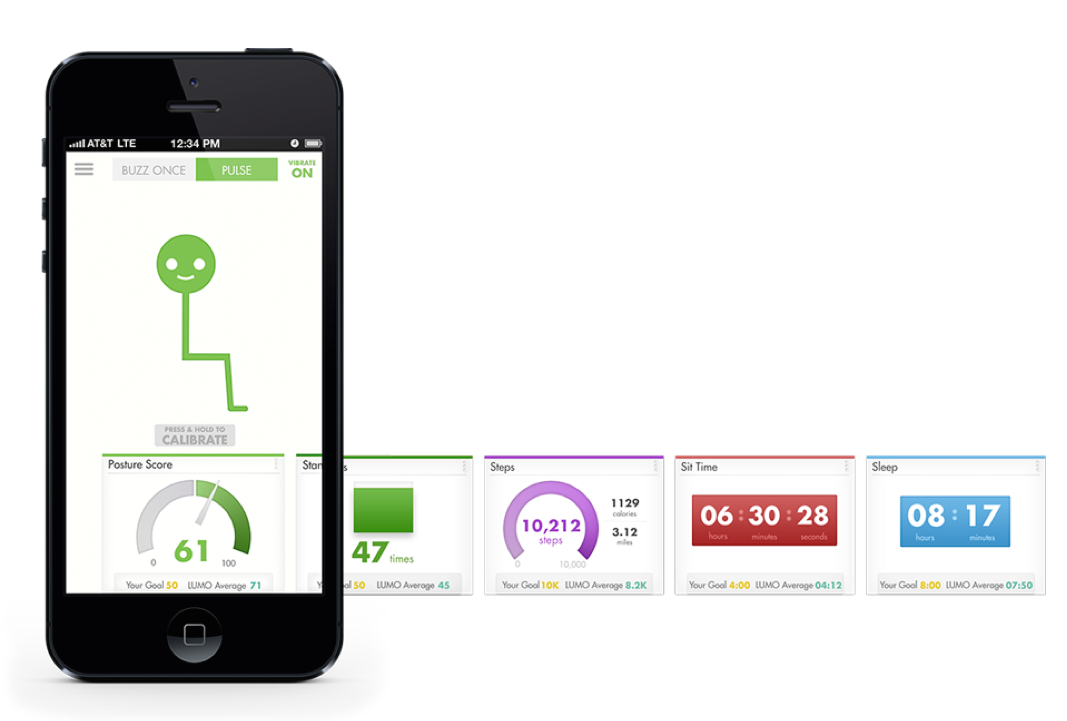 AT&T LTE 12:34 PM
BUZZ ONCE PULSE VIBRATE ON
PRESS & HOLD TO
CALIBRATE
Posture Score
61
0 100
Your Goal 50 LUMO Average 71
Stan s
47 times
50 LUMO Average 45
Steps
10,212
steps
1129
calories
3.12
miles
0 10,000
Your Goal 10K LUMO Average 8.2K
Sit Time
06 : 30 : 28
hours minutes seconds
Your Goal 4:00 LUMO Average 04:12
Sleep
08 : 17
hours minutes
Your Goal 8:00 LUMO Average 07:50